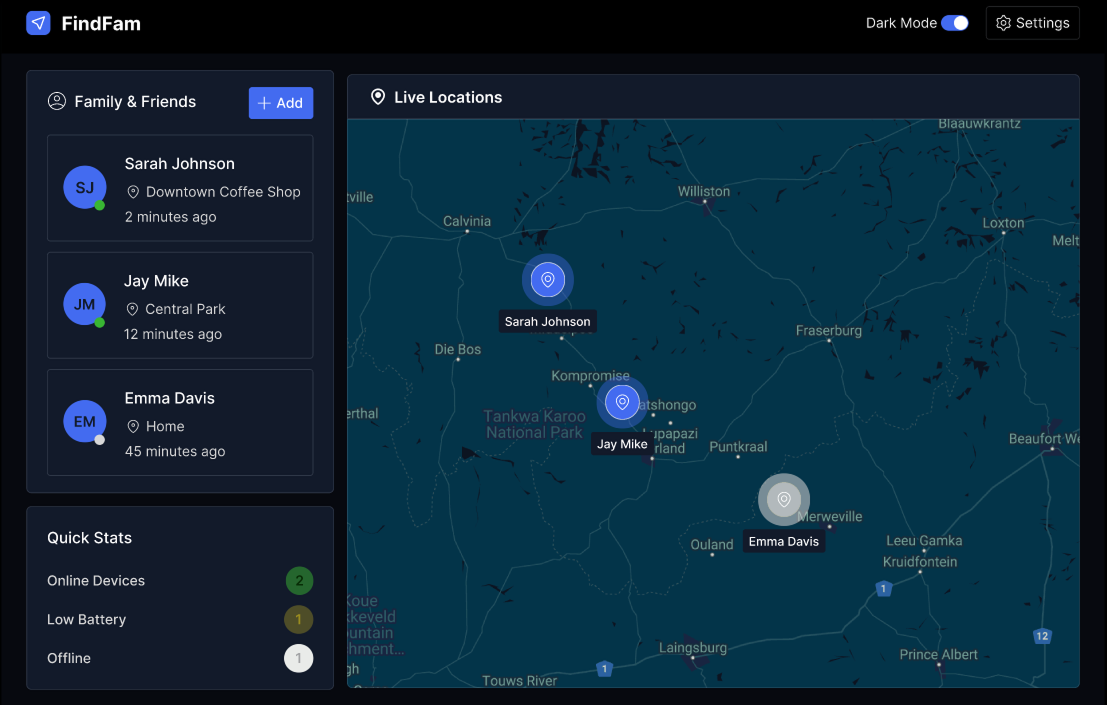 FindFam
Dark Mode
Settings
Family & Friends
Add
SJ
Sarah Johnson
Downtown Coffee Shop
2 minutes ago
JM
Jay Mike
Central Park
12 minutes ago
EM
Emma Davis
Home
45 minutes ago
Quick Stats
Online Devices 2
Low Battery 1
Offline 1
Live Locations
Blaauwkrantz
tville
Williston
Calvinia
Loxton
Melt
Sarah Johnson
Fraserburg
Die Bos
Kompromise
erthal
Tankwa Karoo
National Park
atshongo
Jay Mike
upapazi
rland
Puntkraal
Beaufort We
Merweville
Emma Davis
Ouland
Leeu Gamka
Kruidfontein
1
Koue
kkeveld
ountain
hment...
12
Laingsburg
Prince Albert
gh
1
Touws River